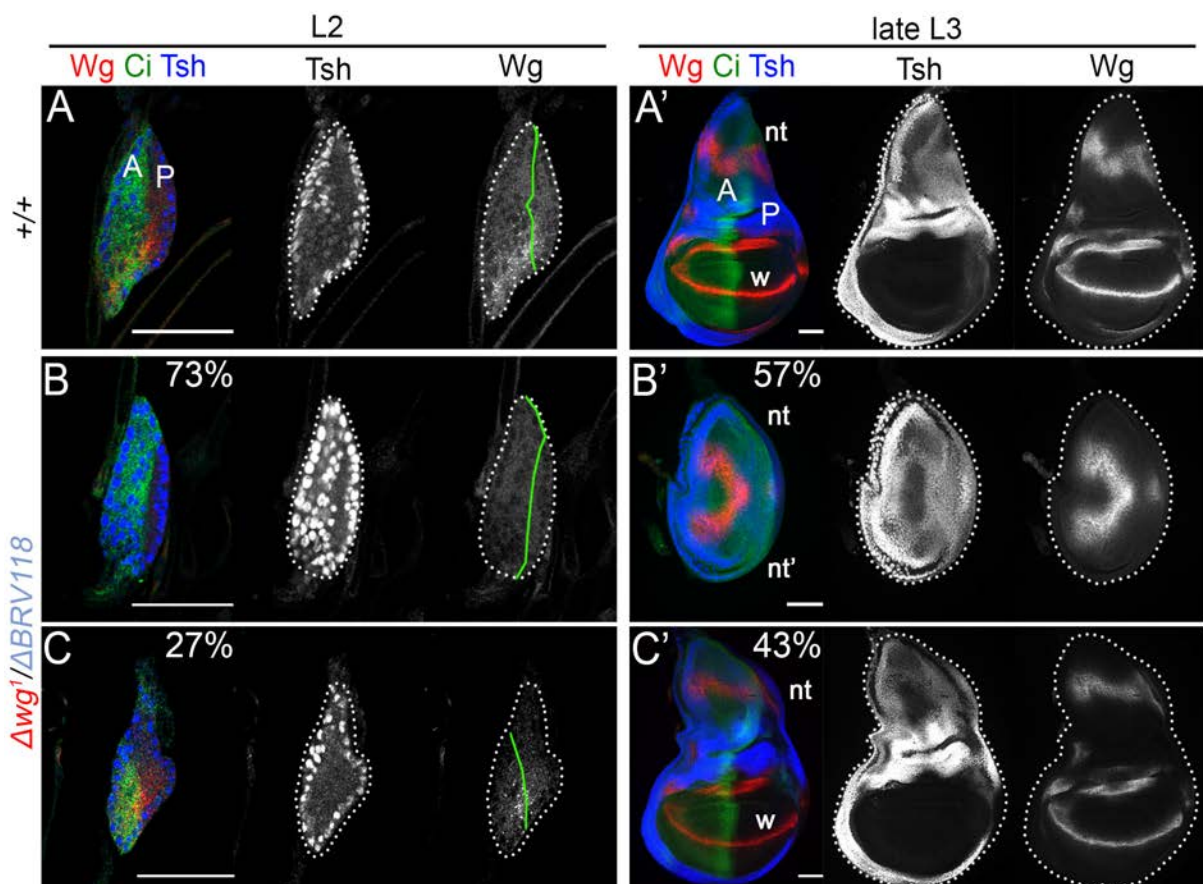 L2
late L3
Wg Ci Tsh
Tsh
Wg
Wg Ci Tsh
Tsh
Wg
+/+
A
A
P
A'
nt
A
P
w
Δwg¹/ΔBRV118
B
73%
B'
57%
nt
nt'
C
27%
C'
43%
nt
w